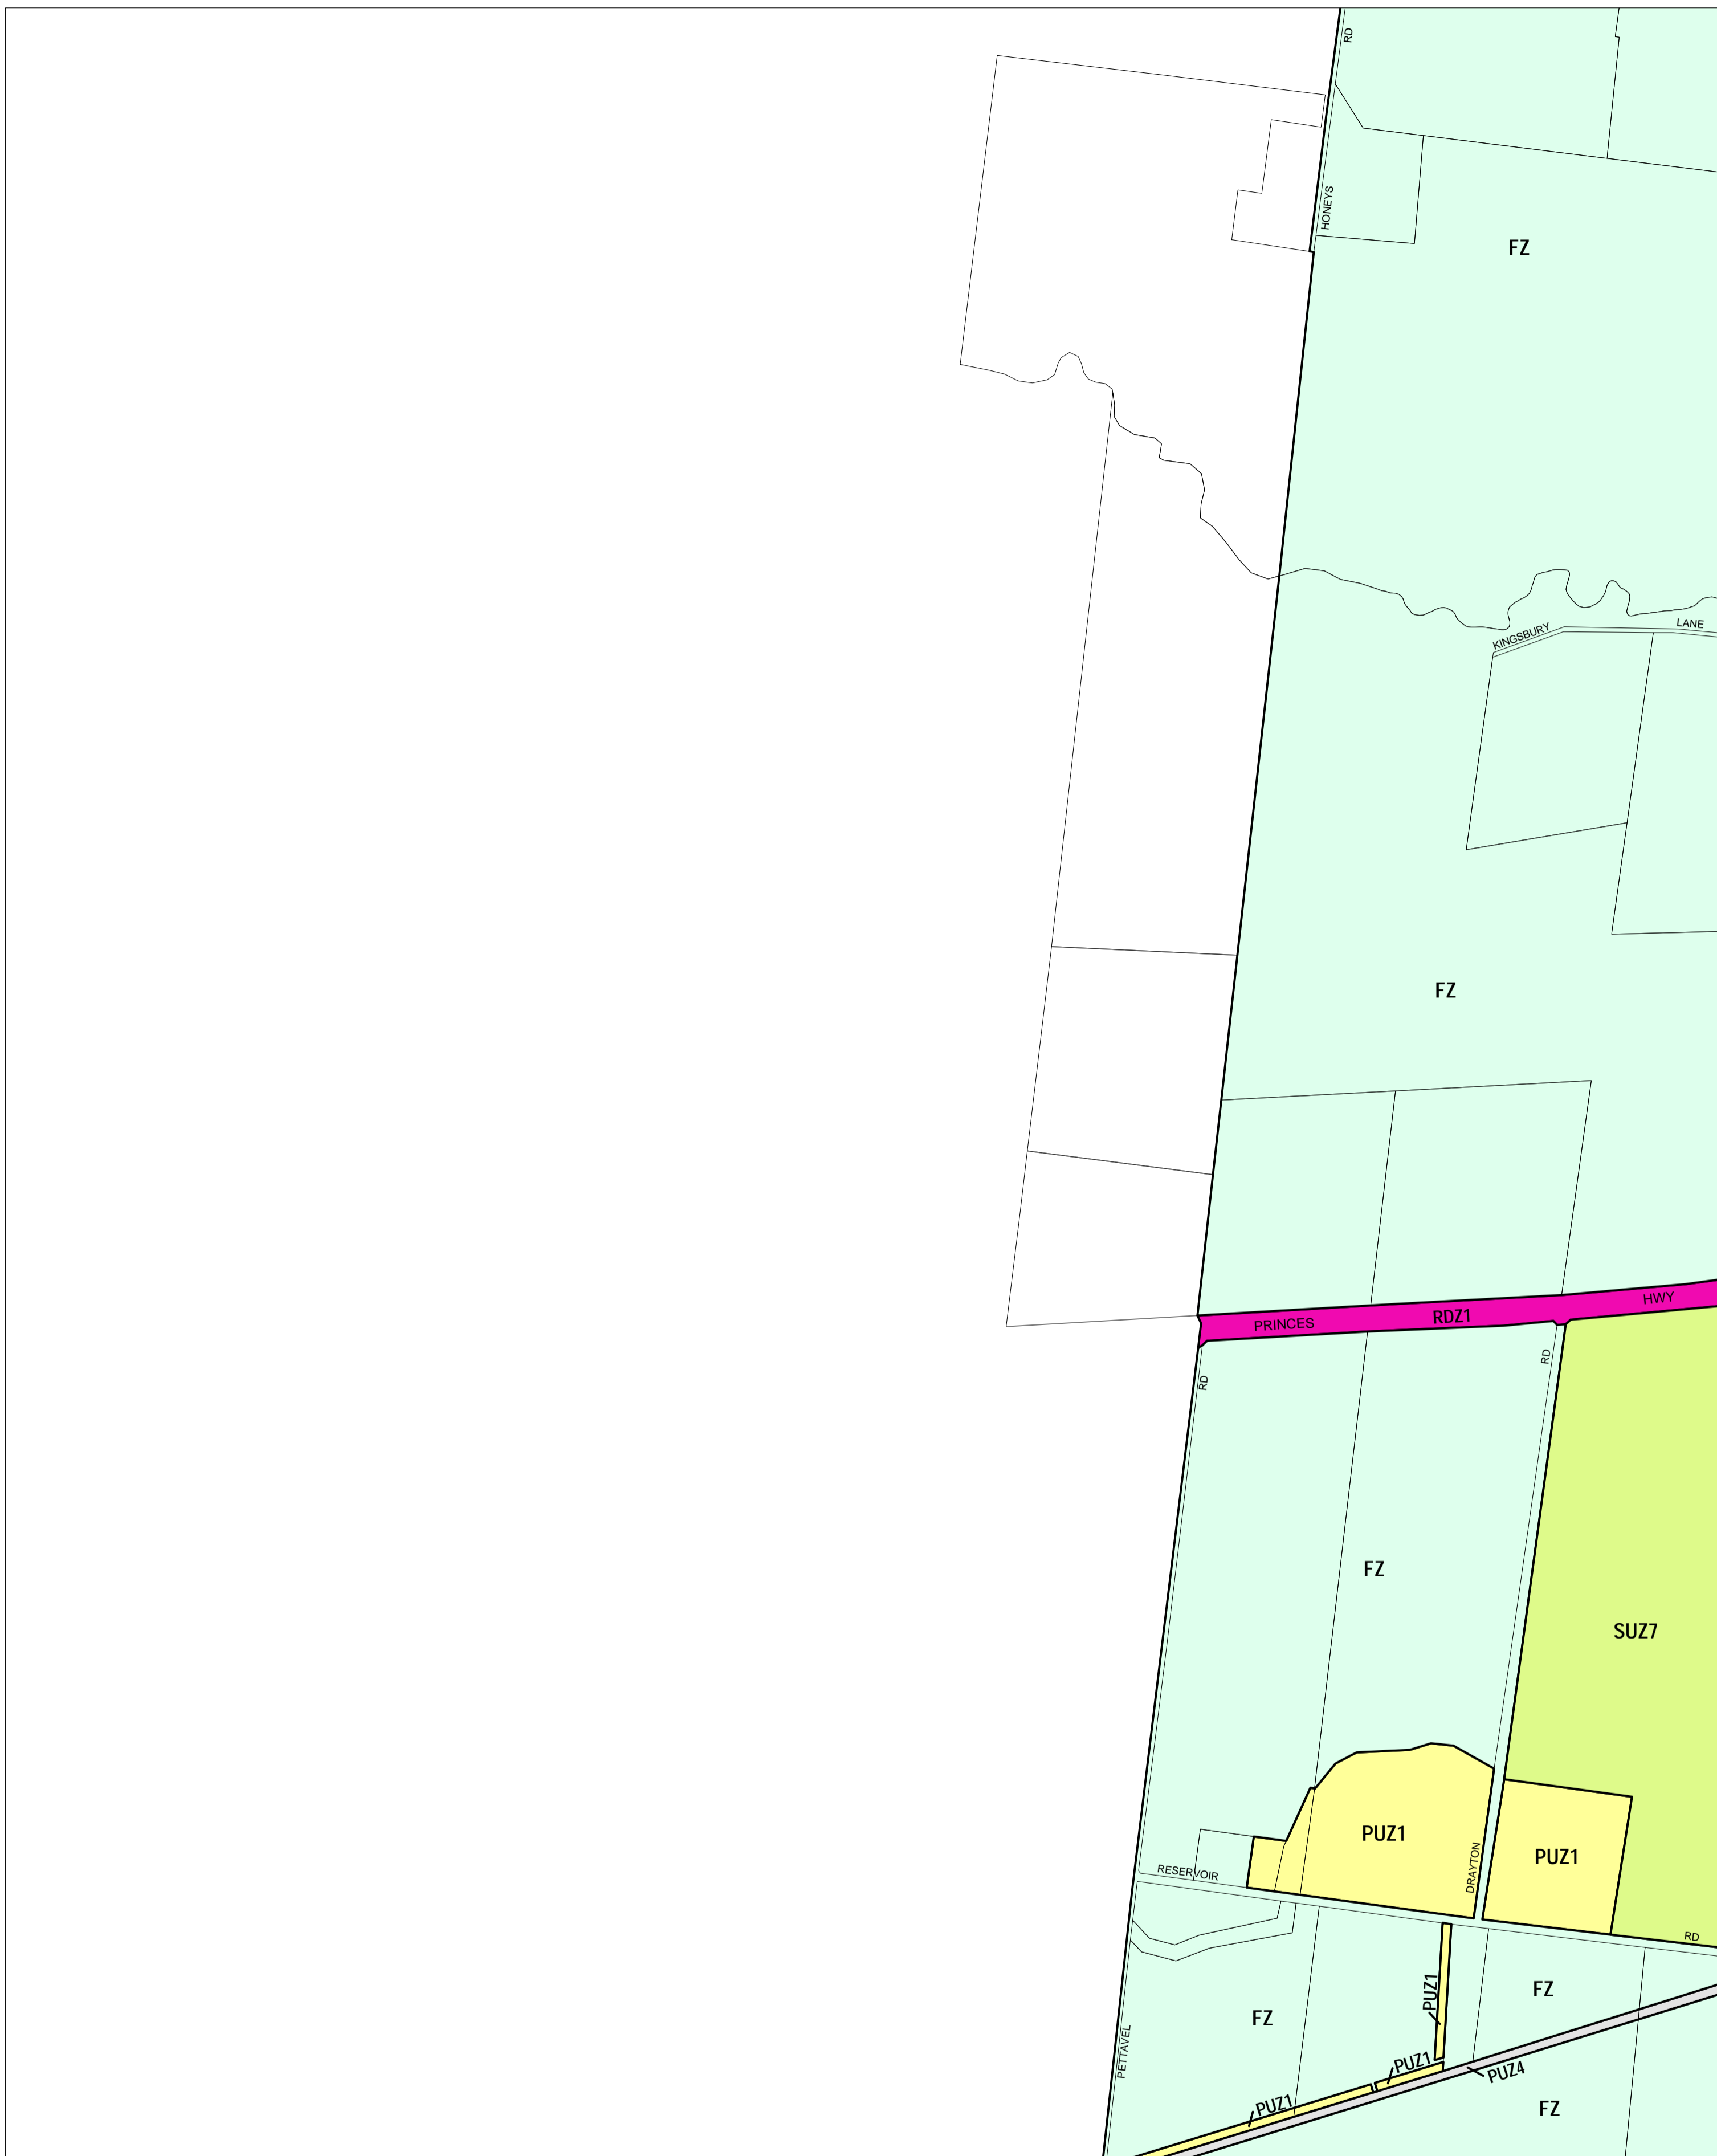 RD
HONEYS
FZ
KINGSBURY
LANE
FZ
HWY
RDZ1
PRINCES
RD
RD
FZ
SUZ7
PUZ1
PUZ1
DRAYTON
RESERVOIR
RD
PUZ1
FZ
FZ
PETTAVEL
PUZ1
PUZ4
PUZ1
FZ